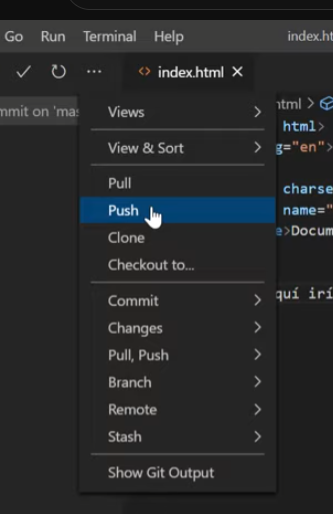 Go Run Terminal Help index.ht
index.html
mmit on 'mas
Views
html
html>
View & Sort
g="en">
Pull
charse
Push
name="
Clone
e>Docum
Checkout to...
Commit
quí irí
Changes
Pull, Push
Branch
Remote
Stash
Show Git Output